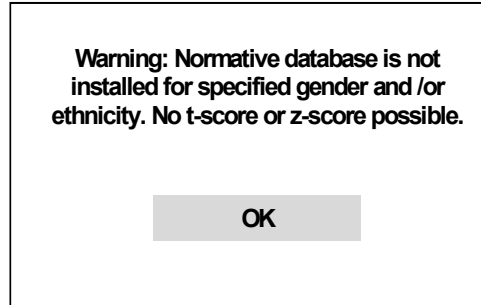 Warning: Normative database is not
installed for specified gender and /or
ethnicity. No t-score or z-score possible.
OK